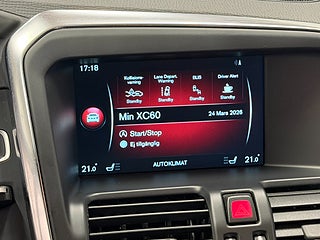 17:18
Kollisions-
varning
Lane Depart.
Warning
BLIS
Driver Alert
Standby
Standby
Standby
Standby
Min XC60
24 Mars 2026
Start/Stop
Ej tillgänglig
21.0°
AUTOKLIMAT
21.0°